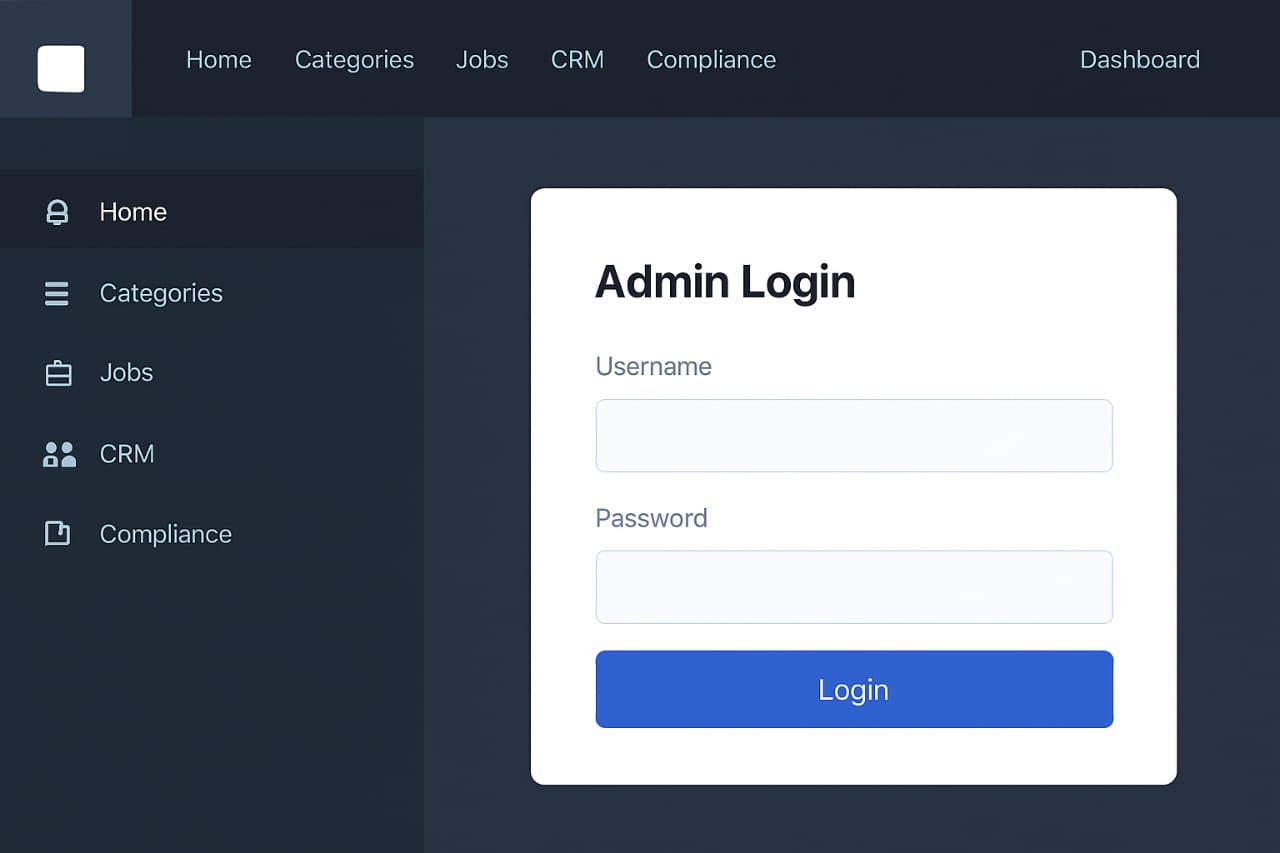 Home Categories Jobs CRM Compliance Dashboard
Home
Categories
Jobs
CRM
Compliance
Admin Login
Username
Password
Login